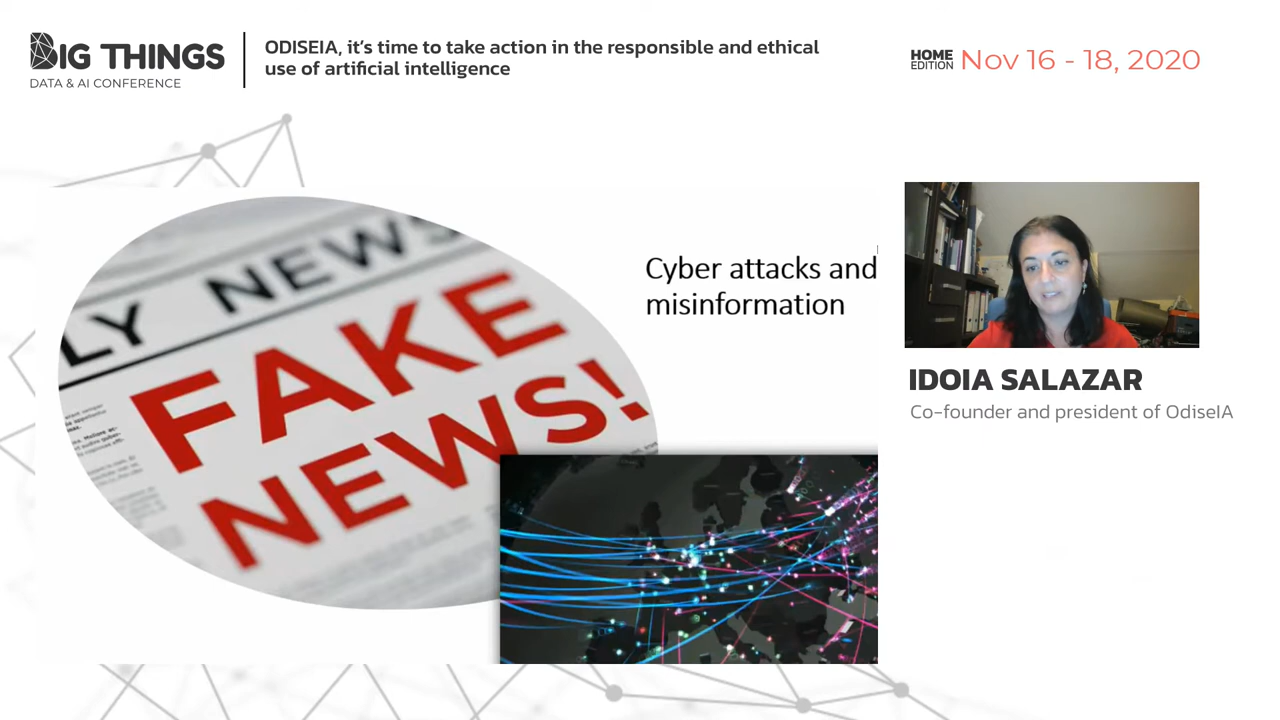 BIG THINGS
DATA & AI CONFERENCE
ODISEIA, it's time to take action in the responsible and ethical
use of artificial intelligence
HOME
EDITION
Nov 16 - 18, 2020
LY NEWS
FAKE
NEWS!
Cyber attacks and
misinformation
IDOIA SALAZAR
Co-founder and president of OdiseIA